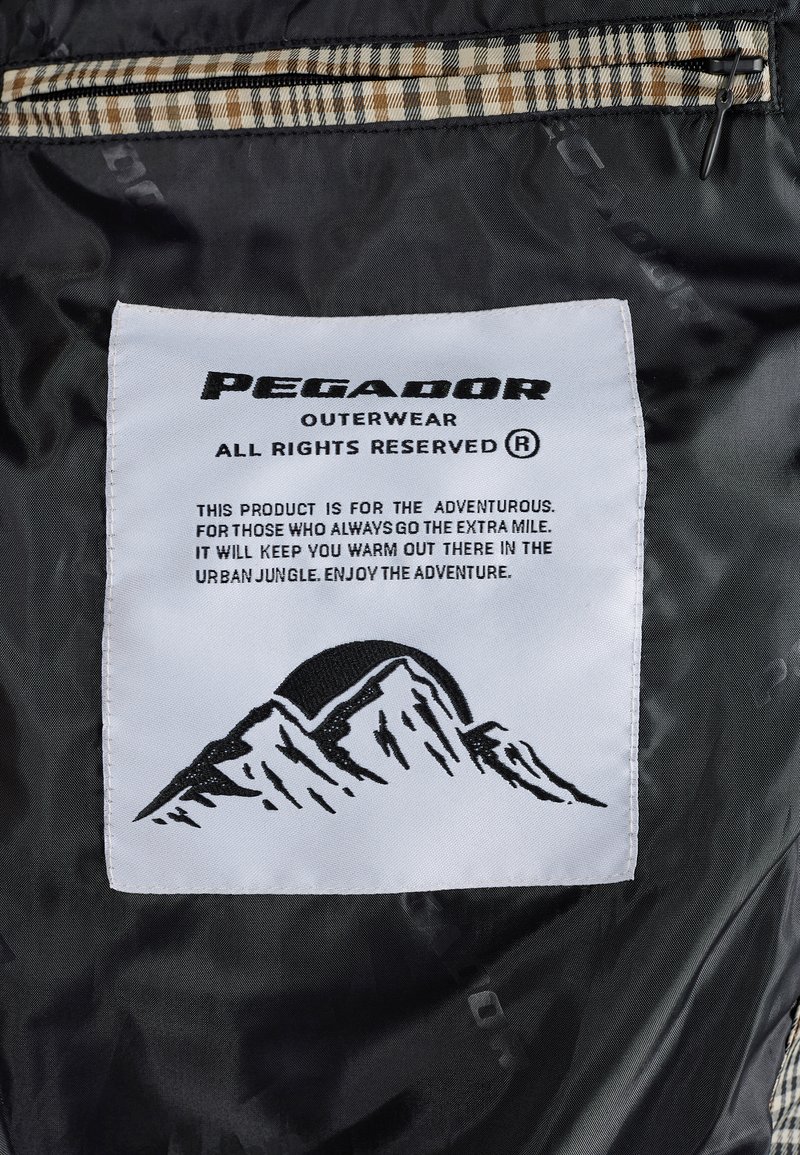 PEGADOR
OUTERWEAR
ALL RIGHTS RESERVED ®
THIS PRODUCT IS FOR THE ADVENTUROUS.
FOR THOSE WHO ALWAYS GO THE EXTRA MILE.
IT WILL KEEP YOU WARM OUT THERE IN THE
URBAN JUNGLE. ENJOY THE ADVENTURE.